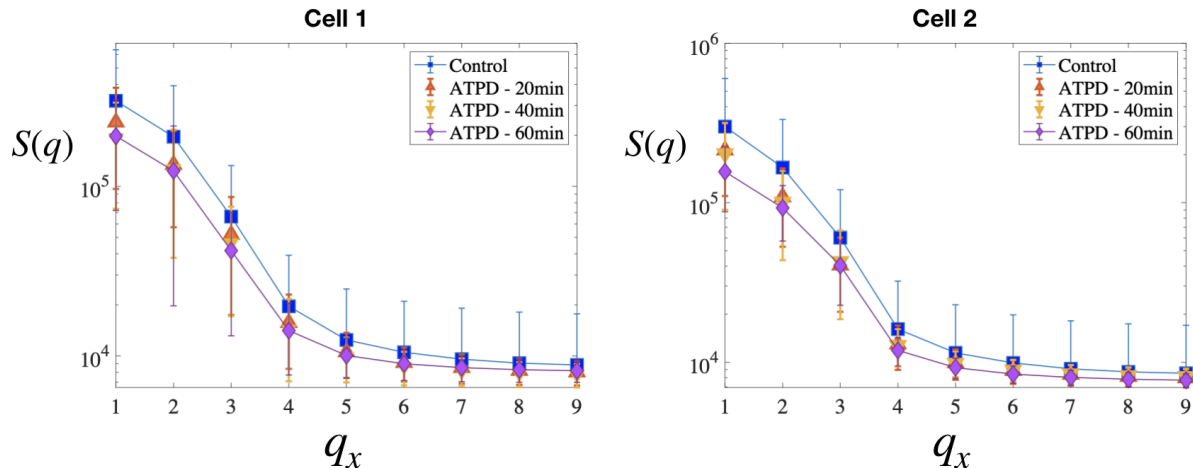 Cell 1
S(q)
10^5
10^4
Control
ATPD - 20min
ATPD - 40min
ATPD - 60min
1 2 3 4 5 6 7 8 9
q_x
Cell 2
S(q)
10^6
10^5
10^4
Control
ATPD - 20min
ATPD - 40min
ATPD - 60min
1 2 3 4 5 6 7 8 9
q_x